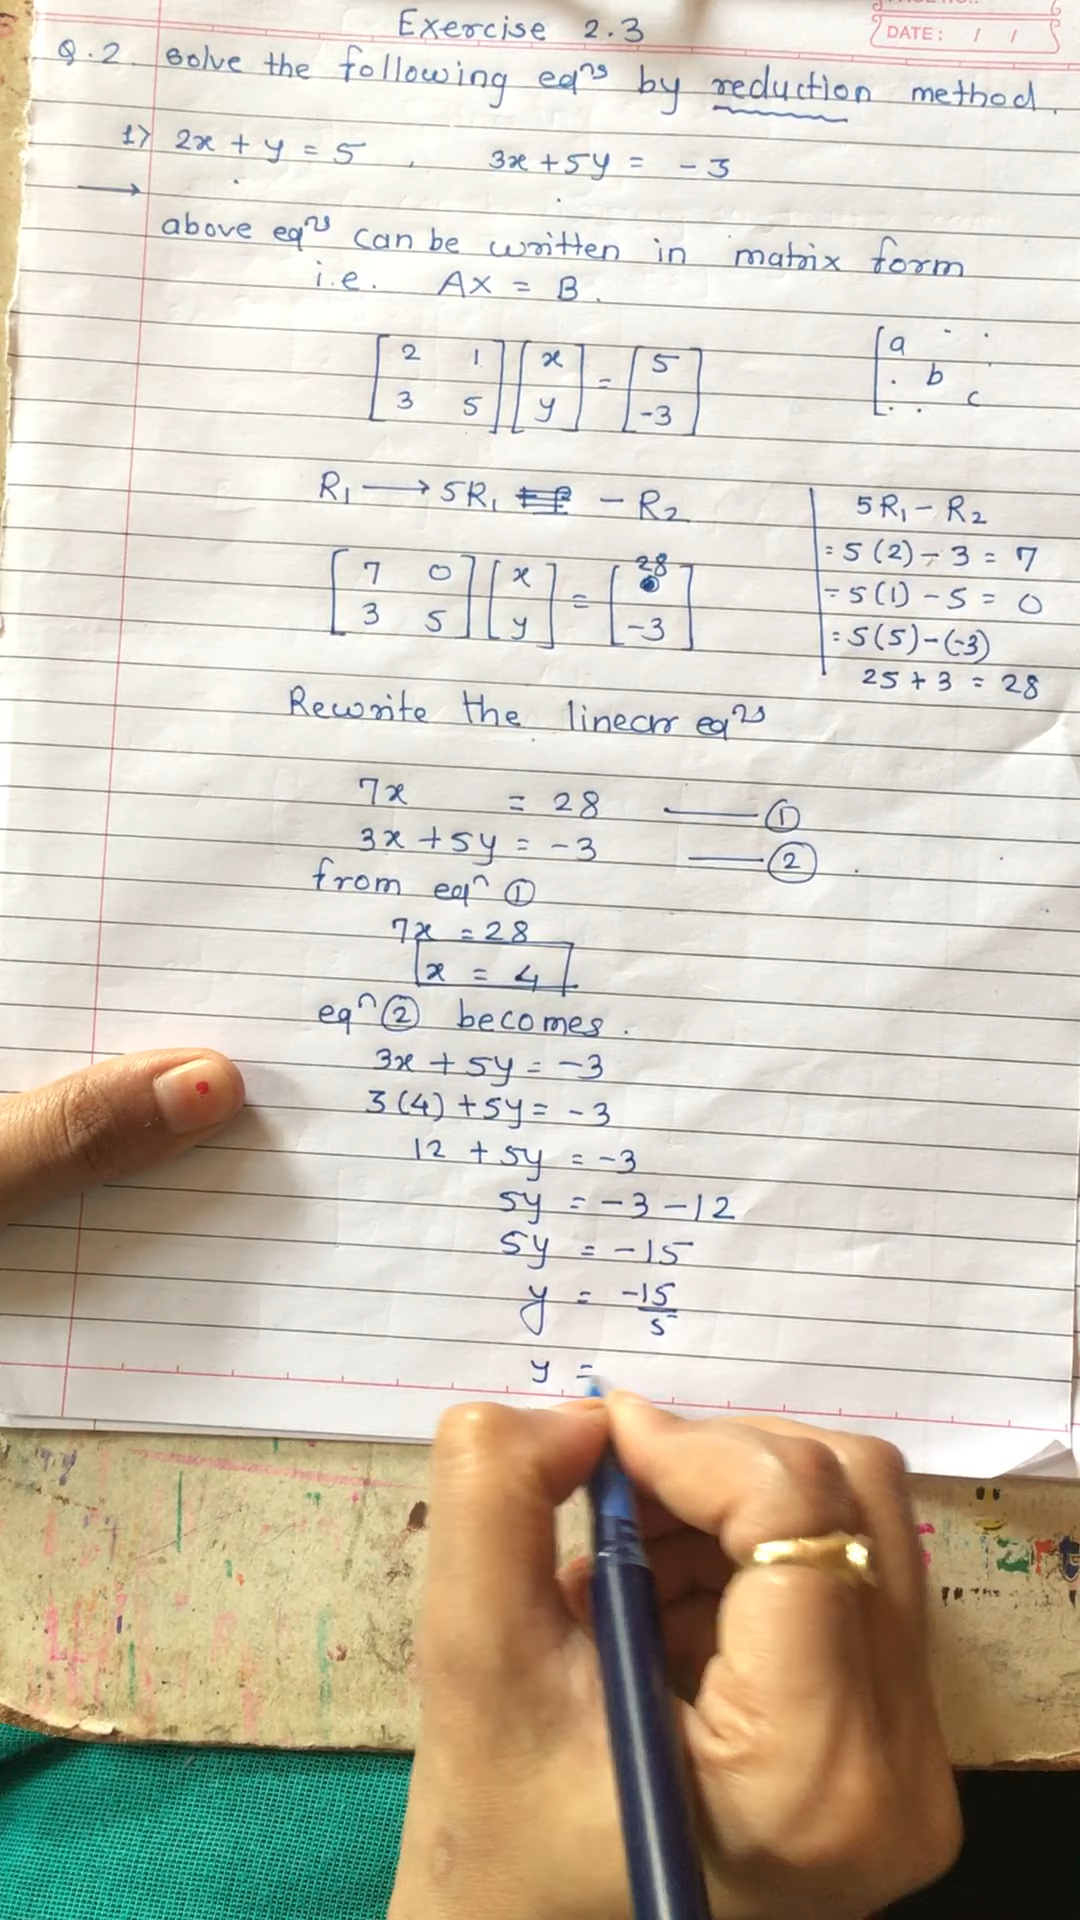 Exercise 2.3
DATE: / /
Q.2. Solve the following eqⁿˢ by reduction method.
1) 2x + y = 5 , 3x + 5y = -3
→
above eqⁿˢ can be written in matrix form
i.e. AX = B.
[ 2 1 ] [ x ] = [ 5 ]
[ 3 5 ] [ y ] [ -3 ]
[ a . .
. b
. . c
R₁ ⟶ 5R₁ - R₂
[ 7 0 ] [ x ] = [ 28 ]
[ 3 5 ] [ y ] [ -3 ]
5R₁ - R₂
= 5(2) - 3 = 7
= 5(1) - 5 = 0
= 5(5) - (-3)
25 + 3 = 28
Rewrite the linear eqⁿˢ
7x = 28 —— ①
3x + 5y = -3 —— ②
from eqⁿ ①
7x = 28
x = 4
eqⁿ ② becomes.
3x + 5y = -3
3(4) + 5y = -3
12 + 5y = -3
5y = -3 - 12
5y = -15
y = -15/5
y =